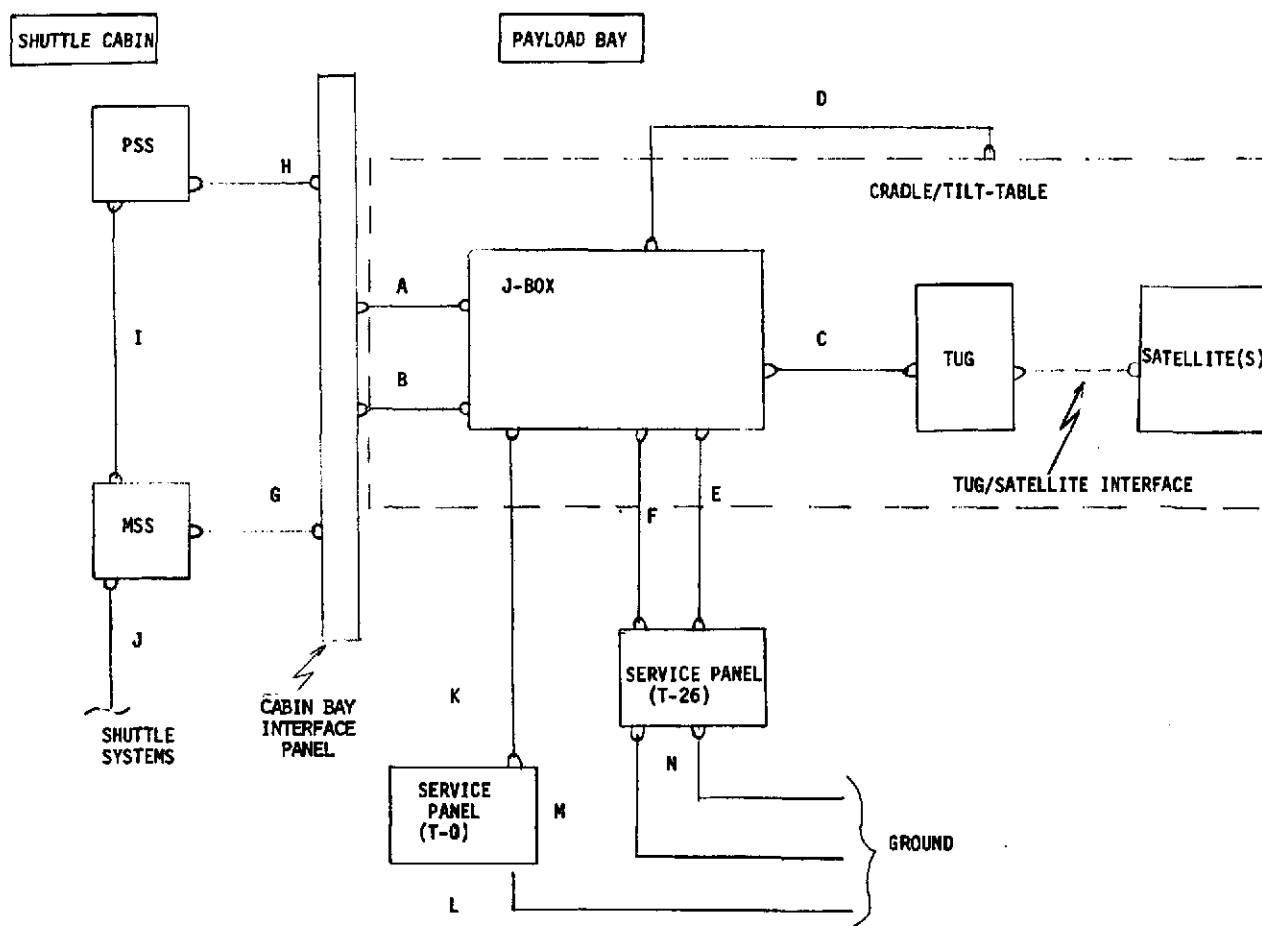 SHUTTLE CABIN
PAYLOAD BAY
D
PSS
H
CRADLE/TILT-TABLE
A
J-BOX
I
C
TUG
SATELLITE(S)
B
G
E
TUG/SATELLITE INTERFACE
MSS
F
J
SERVICE PANEL
(T-26)
K
CABIN BAY
INTERFACE
PANEL
SHUTTLE
SYSTEMS
N
SERVICE
PANEL
(T-0)
M
GROUND
L